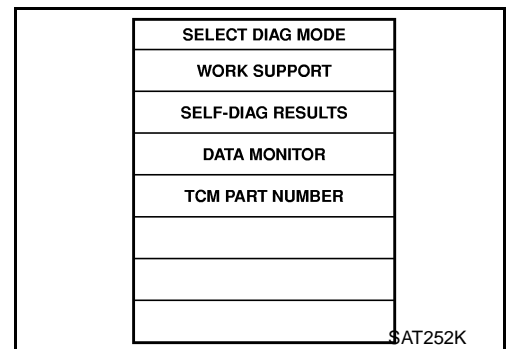 SELECT DIAG MODE
WORK SUPPORT
SELF-DIAG RESULTS
DATA MONITOR
TCM PART NUMBER
SAT252K